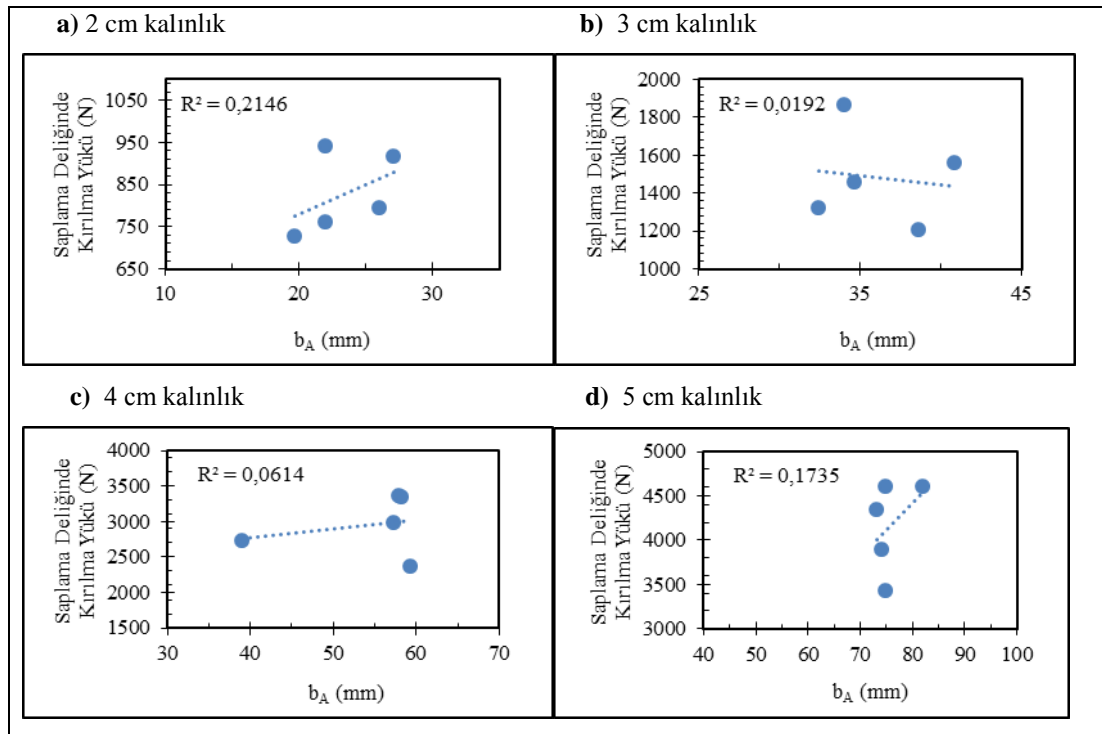 a) 2 cm kalınlık
b) 3 cm kalınlık
Saplama Deliğinde
Kırılma Yükü (N)
1050
950
850
750
650
R² = 0,2146
10
20
30
b_A (mm)
Saplama Deliğinde
Kırılma Yükü (N)
2000
1800
1600
1400
1200
1000
R² = 0,0192
25
35
45
b_A (mm)
c) 4 cm kalınlık
d) 5 cm kalınlık
Saplama Deliğinde
Kırılma Yükü (N)
4000
3500
3000
2500
2000
1500
R² = 0,0614
30
40
50
60
70
b_A (mm)
Saplama Deliğinde
Kırılma Yükü (N)
5000
4500
4000
3500
3000
R² = 0,1735
40
50
60
70
80
90
100
b_A (mm)